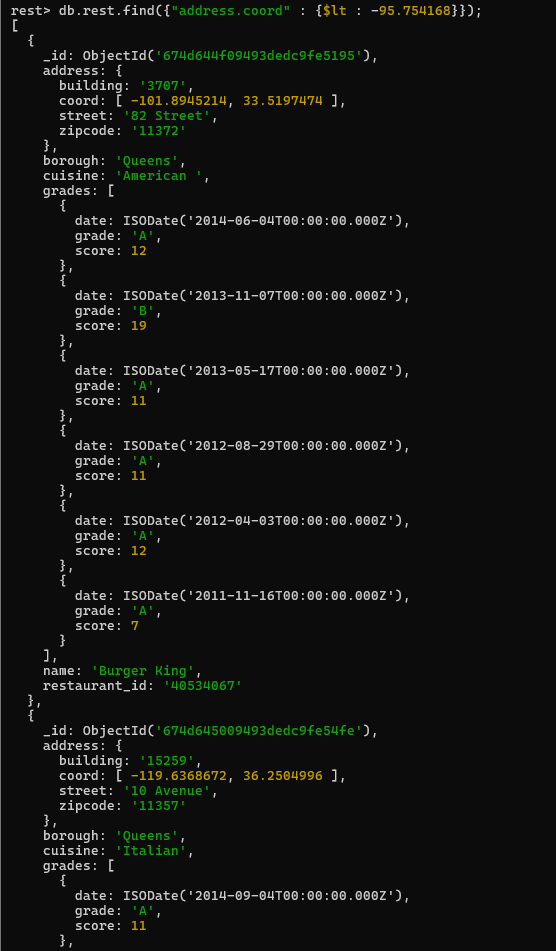 rest> db.rest.find({"address.coord" : {$lt : -95.754168}});
[
  {
    _id: ObjectId('674d644f09493dedc9fe5195'),
    address: {
      building: '3707',
      coord: [ -101.8945214, 33.5197474 ],
      street: '82 Street',
      zipcode: '11372'
    },
    borough: 'Queens',
    cuisine: 'American ',
    grades: [
      {
        date: ISODate('2014-06-04T00:00:00.000Z'),
        grade: 'A',
        score: 12
      },
      {
        date: ISODate('2013-11-07T00:00:00.000Z'),
        grade: 'B',
        score: 19
      },
      {
        date: ISODate('2013-05-17T00:00:00.000Z'),
        grade: 'A',
        score: 11
      },
      {
        date: ISODate('2012-08-29T00:00:00.000Z'),
        grade: 'A',
        score: 11
      },
      {
        date: ISODate('2012-04-03T00:00:00.000Z'),
        grade: 'A',
        score: 12
      },
      {
        date: ISODate('2011-11-16T00:00:00.000Z'),
        grade: 'A',
        score: 7
      }
    ],
    name: 'Burger King',
    restaurant_id: '40534067'
  },
  {
    _id: ObjectId('674d645009493dedc9fe54fe'),
    address: {
      building: '15259',
      coord: [ -119.6368672, 36.2504996 ],
      street: '10 Avenue',
      zipcode: '11357'
    },
    borough: 'Queens',
    cuisine: 'Italian',
    grades: [
      {
        date: ISODate('2014-09-04T00:00:00.000Z'),
        grade: 'A',
        score: 11
      },